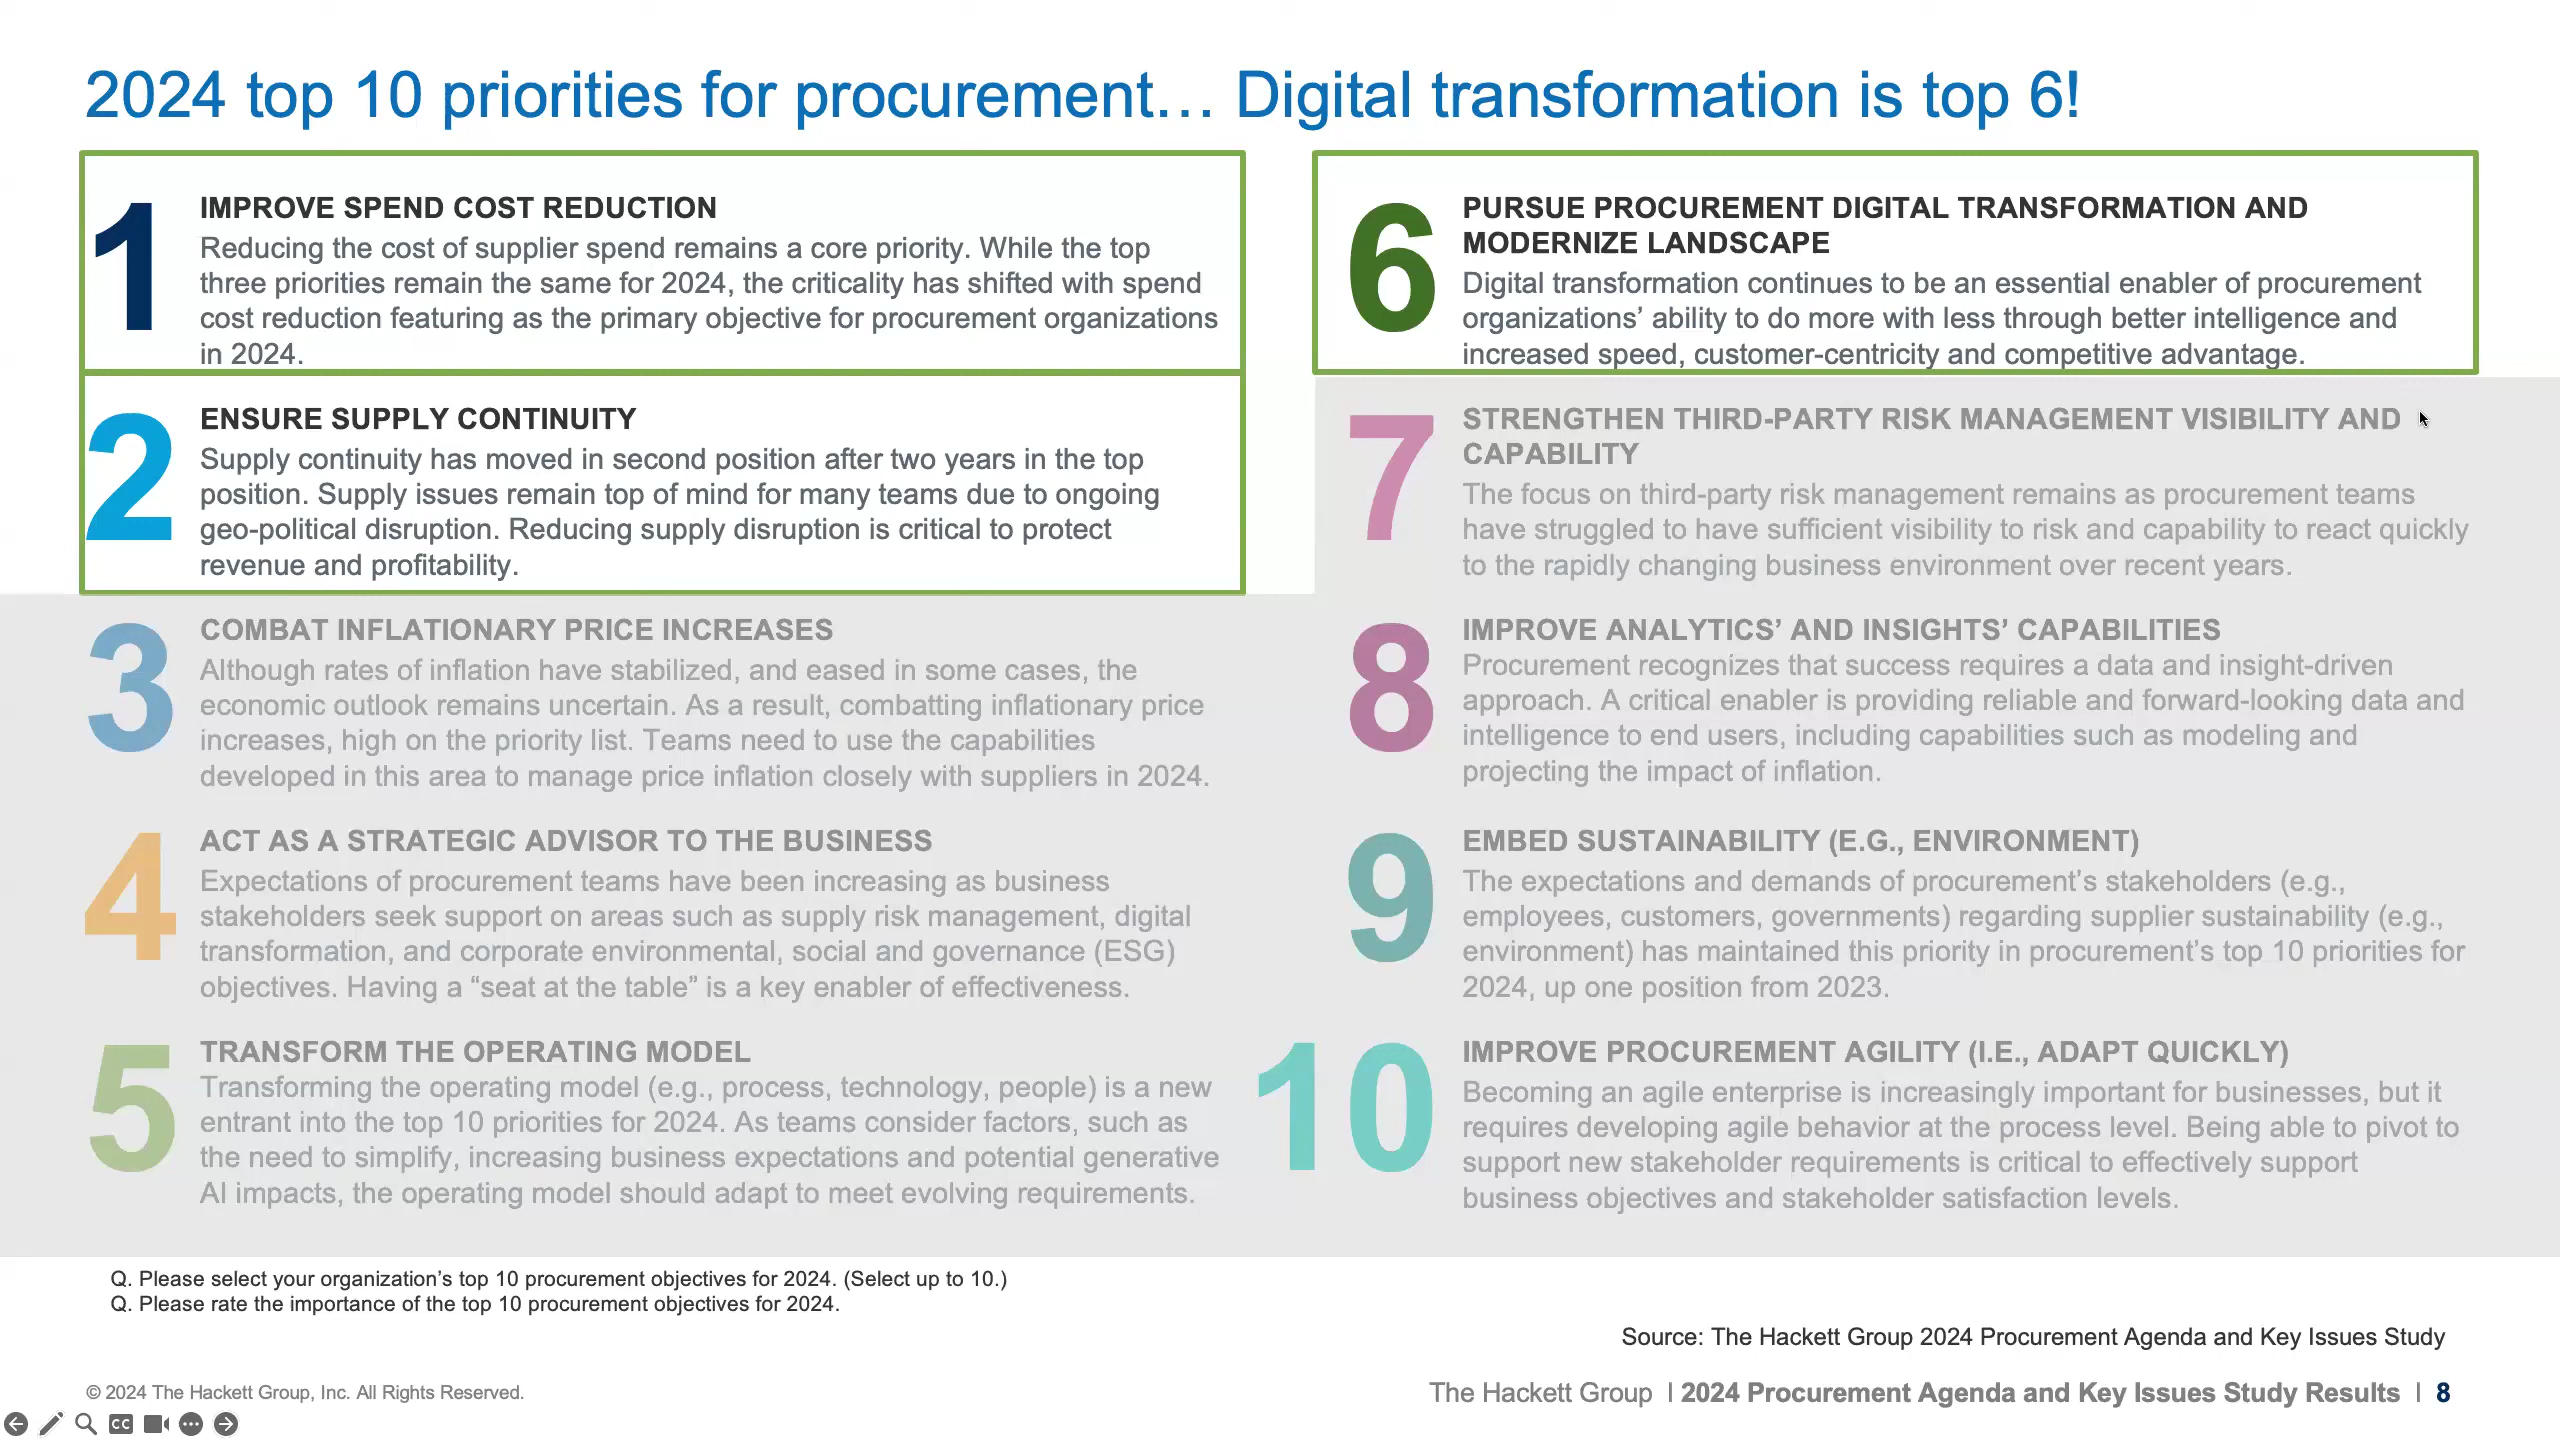 2024 top 10 priorities for procurement… Digital transformation is top 6!
1
IMPROVE SPEND COST REDUCTION
Reducing the cost of supplier spend remains a core priority. While the top
three priorities remain the same for 2024, the criticality has shifted with spend
cost reduction featuring as the primary objective for procurement organizations
in 2024.
2
ENSURE SUPPLY CONTINUITY
Supply continuity has moved in second position after two years in the top
position. Supply issues remain top of mind for many teams due to ongoing
geo-political disruption. Reducing supply disruption is critical to protect
revenue and profitability.
3
COMBAT INFLATIONARY PRICE INCREASES
Although rates of inflation have stabilized, and eased in some cases, the
economic outlook remains uncertain. As a result, combatting inflationary price
increases, high on the priority list. Teams need to use the capabilities
developed in this area to manage price inflation closely with suppliers in 2024.
4
ACT AS A STRATEGIC ADVISOR TO THE BUSINESS
Expectations of procurement teams have been increasing as business
stakeholders seek support on areas such as supply risk management, digital
transformation, and corporate environmental, social and governance (ESG)
objectives. Having a “seat at the table” is a key enabler of effectiveness.
5
TRANSFORM THE OPERATING MODEL
Transforming the operating model (e.g., process, technology, people) is a new
entrant into the top 10 priorities for 2024. As teams consider factors, such as
the need to simplify, increasing business expectations and potential generative
AI impacts, the operating model should adapt to meet evolving requirements.
6
PURSUE PROCUREMENT DIGITAL TRANSFORMATION AND
MODERNIZE LANDSCAPE
Digital transformation continues to be an essential enabler of procurement
organizations’ ability to do more with less through better intelligence and
increased speed, customer-centricity and competitive advantage.
7
STRENGTHEN THIRD-PARTY RISK MANAGEMENT VISIBILITY AND
CAPABILITY
The focus on third-party risk management remains as procurement teams
have struggled to have sufficient visibility to risk and capability to react quickly
to the rapidly changing business environment over recent years.
8
IMPROVE ANALYTICS’ AND INSIGHTS’ CAPABILITIES
Procurement recognizes that success requires a data and insight-driven
approach. A critical enabler is providing reliable and forward-looking data and
intelligence to end users, including capabilities such as modeling and
projecting the impact of inflation.
9
EMBED SUSTAINABILITY (E.G., ENVIRONMENT)
The expectations and demands of procurement’s stakeholders (e.g.,
employees, customers, governments) regarding supplier sustainability (e.g.,
environment) has maintained this priority in procurement’s top 10 priorities for
2024, up one position from 2023.
10
IMPROVE PROCUREMENT AGILITY (I.E., ADAPT QUICKLY)
Becoming an agile enterprise is increasingly important for businesses, but it
requires developing agile behavior at the process level. Being able to pivot to
support new stakeholder requirements is critical to effectively support
business objectives and stakeholder satisfaction levels.
Q. Please select your organization’s top 10 procurement objectives for 2024. (Select up to 10.)
Q. Please rate the importance of the top 10 procurement objectives for 2024.
Source: The Hackett Group 2024 Procurement Agenda and Key Issues Study
© 2024 The Hackett Group, Inc. All Rights Reserved.
The Hackett Group | 2024 Procurement Agenda and Key Issues Study Results | 8
CC